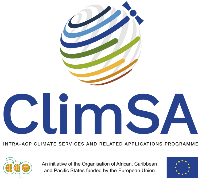 ClimSA
INTRA-ACP CLIMATE SERVICES AND RELATED APPLICATIONS PROGRAMME
An initiative of the Organisation of African, Caribbean
and Pacific States funded by the European Union